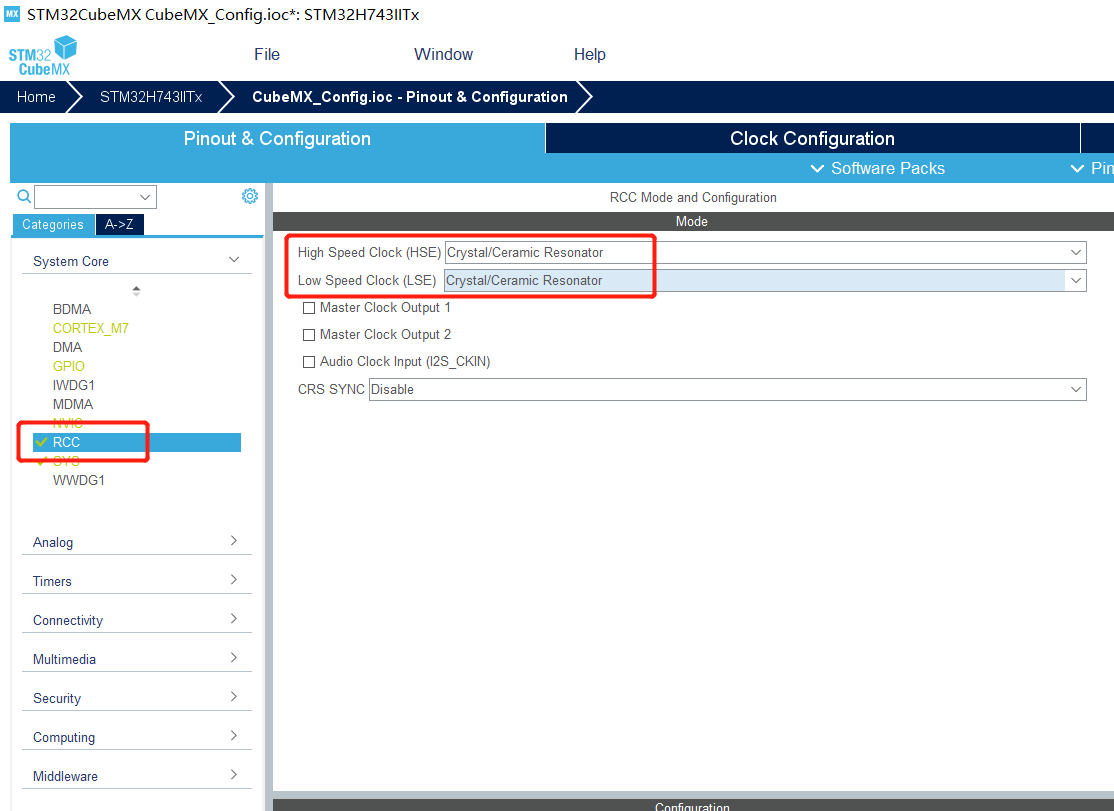 MX STM32CubeMX CubeMX_Config.ioc*: STM32H743IITx
STM32
CubeMX
File Window Help
Home STM32H743IITx CubeMX_Config.ioc - Pinout & Configuration
Pinout & Configuration Clock Configuration
Software Packs Pin
Categories A->Z
System Core
BDMA
CORTEX_M7
DMA
GPIO
IWDG1
MDMA
NVIC
RCC
SYS
WWDG1
Analog
Timers
Connectivity
Multimedia
Security
Computing
Middleware
RCC Mode and Configuration
Mode
High Speed Clock (HSE) Crystal/Ceramic Resonator
Low Speed Clock (LSE) Crystal/Ceramic Resonator
Master Clock Output 1
Master Clock Output 2
Audio Clock Input (I2S_CKIN)
CRS SYNC Disable
Configuration